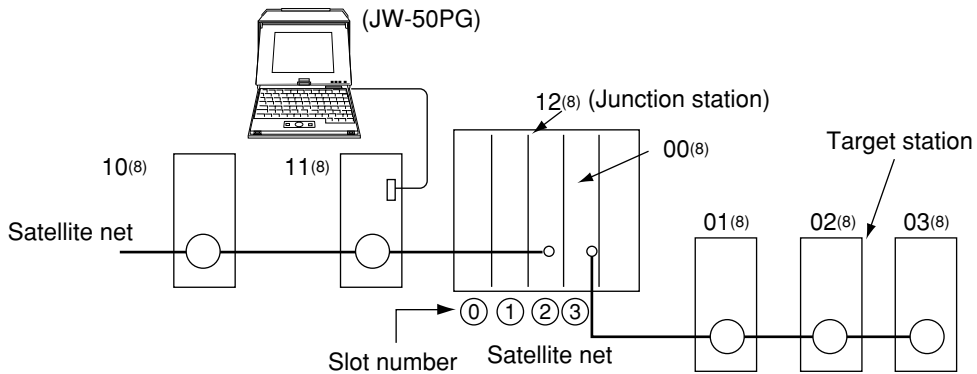 (JW-50PG)
12(8) (Junction station)
10(8) 11(8) 00(8) Target station
01(8) 02(8) 03(8)
Satellite net
0 1 2 3
Slot number Satellite net